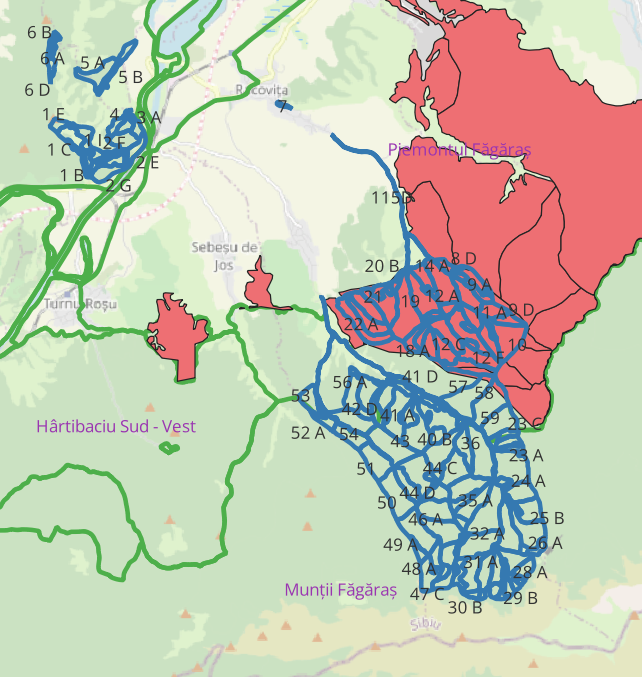 6 B
6 A
5 A
5 B
6 D
Racovița
7
1 F
4
3 A
1 I
2 F
1 C
2 E
1 B
2 G
Piemontul Făgăraș
115D
Sebeșu de
Jos
20 B
14 A
8 D
9 A
21
19
12 A
11 A
9 D
Turnu Roșu
22 A
18 A
12 C
10
12 F
41 D
56 A
57
58
53
42 D
41 A
59
23 C
Hârtibaciu Sud - Vest
52 A
54
43
40 B
36
23 A
51
44 C
24 A
50
44 D
35 A
46 A
25 B
32 A
49 A
26 A
31 A
48 A
28 A
Munții Făgăraș
47 C
30 B
29 B
Sibiu